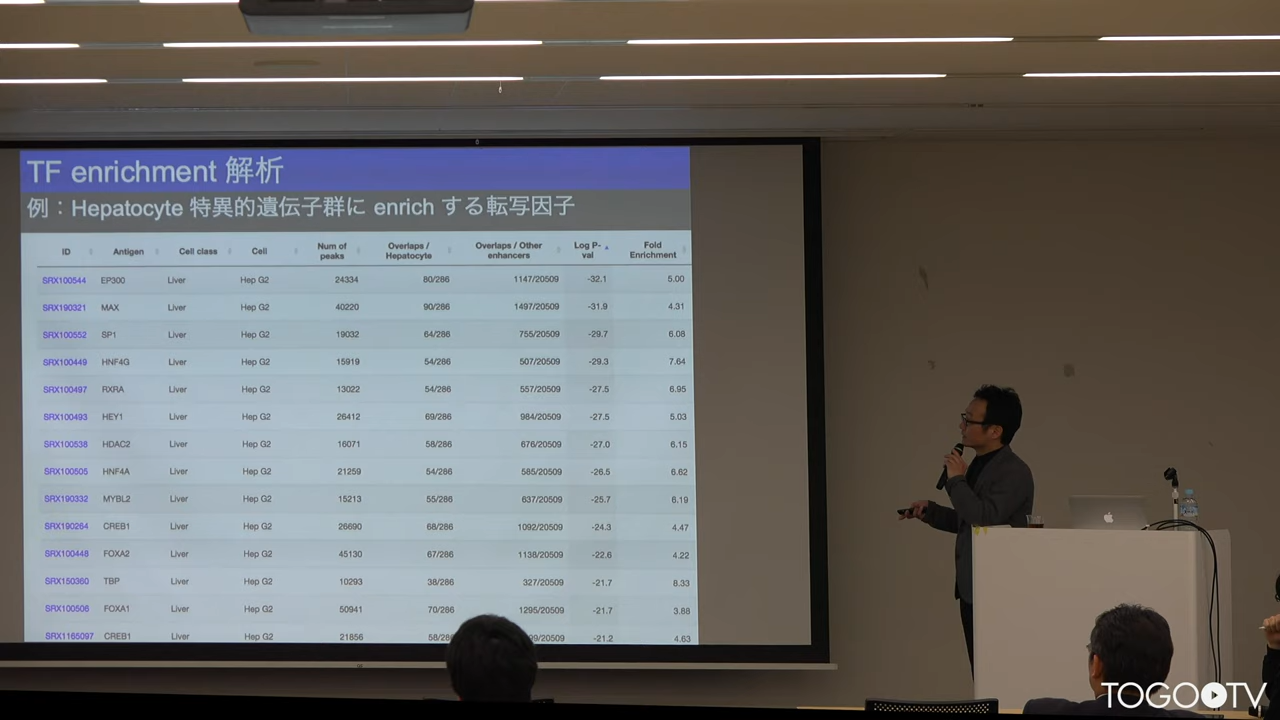 TF enrichment 解析
例：Hepatocyte 特異的遺伝子群に enrich する転写因子
ID Antigen Cell class Cell Num of peaks Overlaps / Hepatocyte Overlaps / Other enhancers Log P-val Fold Enrichment
SRX100544 EP300 Liver Hep G2 24334 80/286 1147/20509 -32.1 5.00
SRX190321 MAX Liver Hep G2 40220 90/286 1497/20509 -31.9 4.31
SRX100552 SP1 Liver Hep G2 19032 64/286 755/20509 -29.7 6.08
SRX100449 HNF4G Liver Hep G2 15919 54/286 507/20509 -29.3 7.64
SRX100497 RXRA Liver Hep G2 13022 54/286 557/20509 -27.5 6.95
SRX100493 HEY1 Liver Hep G2 26412 69/286 984/20509 -27.5 5.03
SRX100538 HDAC2 Liver Hep G2 16071 58/286 676/20509 -27.0 6.15
SRX100505 HNF4A Liver Hep G2 21259 54/286 585/20509 -26.5 6.62
SRX190332 MYBL2 Liver Hep G2 15213 55/286 637/20509 -25.7 6.19
SRX190264 CREB1 Liver Hep G2 26690 68/286 1092/20509 -24.3 4.47
SRX100448 FOXA2 Liver Hep G2 45130 67/286 1138/20509 -22.6 4.22
SRX150360 TBP Liver Hep G2 10293 38/286 327/20509 -21.7 8.33
SRX100506 FOXA1 Liver Hep G2 50941 70/286 1295/20509 -21.7 3.88
SRX1165097 CREB1 Liver Hep G2 21856 -21.2 4.63
TOGOTV